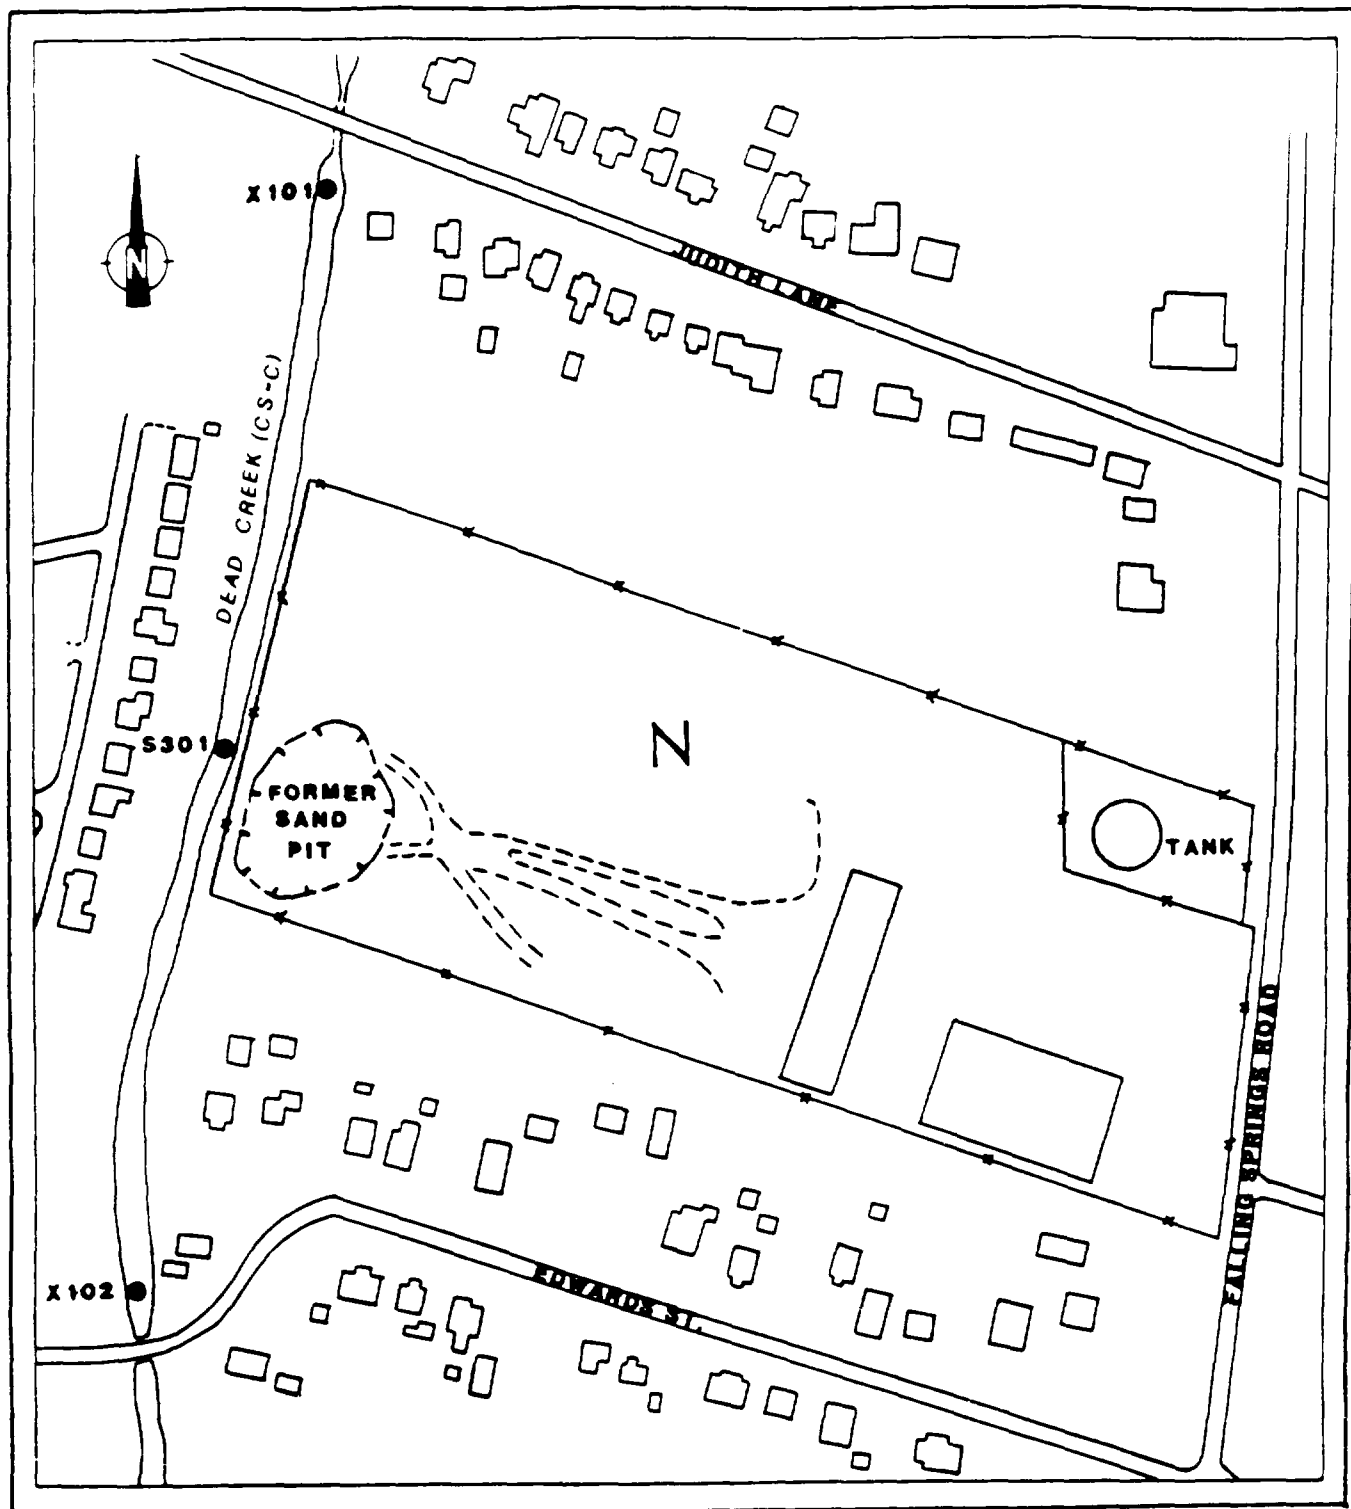 X101
N
JUDITH LANE
DEAD CREEK (CS-C)
S301
N
FORMER
SAND
PIT
TANK
FALLING SPRINGS ROAD
X102
EDWARDS ST.